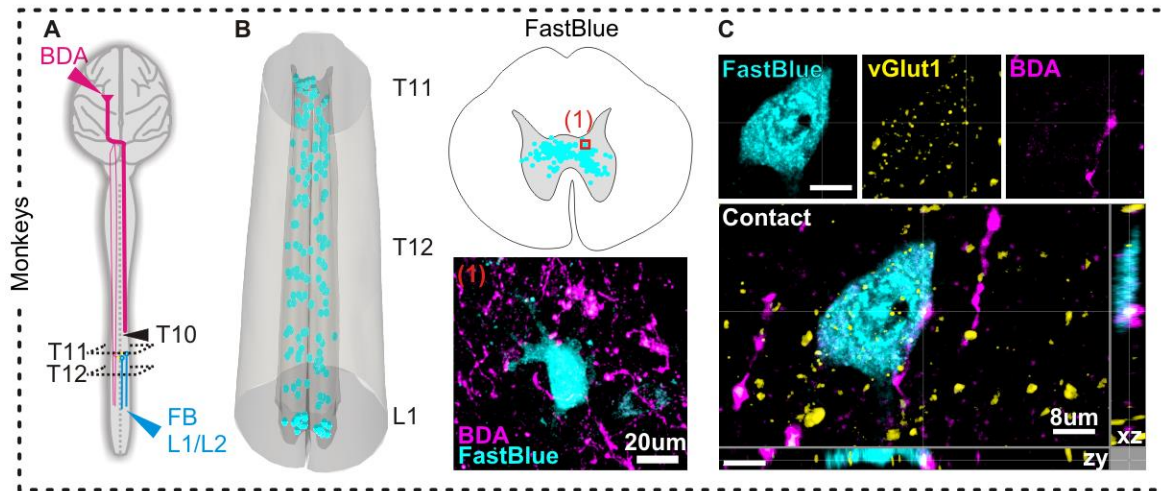 Monkeys
A
BDA
T10
T11
T12
FB
L1/L2
B
T11
T12
L1
FastBlue
(1)
(1)
BDA
FastBlue
20um
C
FastBlue
vGlut1
BDA
Contact
8um
xz
zy